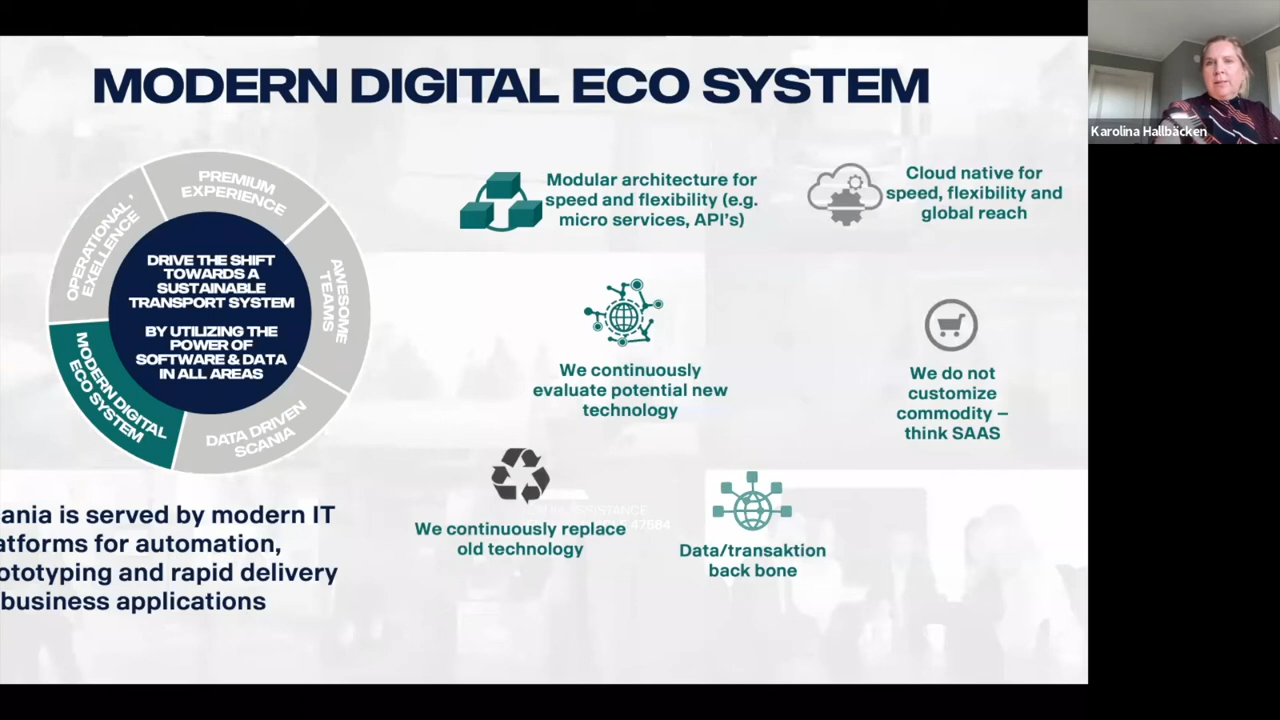 MODERN DIGITAL ECO SYSTEM
Karolina Hallbäcken
PREMIUM
EXPERIENCE
OPERATIONAL'
EXELLENCE
AWESOME
TEAMS
MODERN DIGITAL
ECO SYSTEM
DATA DRIVEN
SCANIA
DRIVE THE SHIFT
TOWARDS A
SUSTAINABLE
TRANSPORT SYSTEM
BY UTILIZING THE
POWER OF
SOFTWARE & DATA
IN ALL AREAS
ania is served by modern IT
atforms for automation,
ototyping and rapid delivery
business applications
Modular architecture for
speed and flexibility (e.g.
micro services, API's)
Cloud native for
speed, flexibility and
global reach
We continuously
evaluate potential new
technology
We do not
customize
commodity –
think SAAS
We continuously replace
old technology
Data/transaktion
back bone